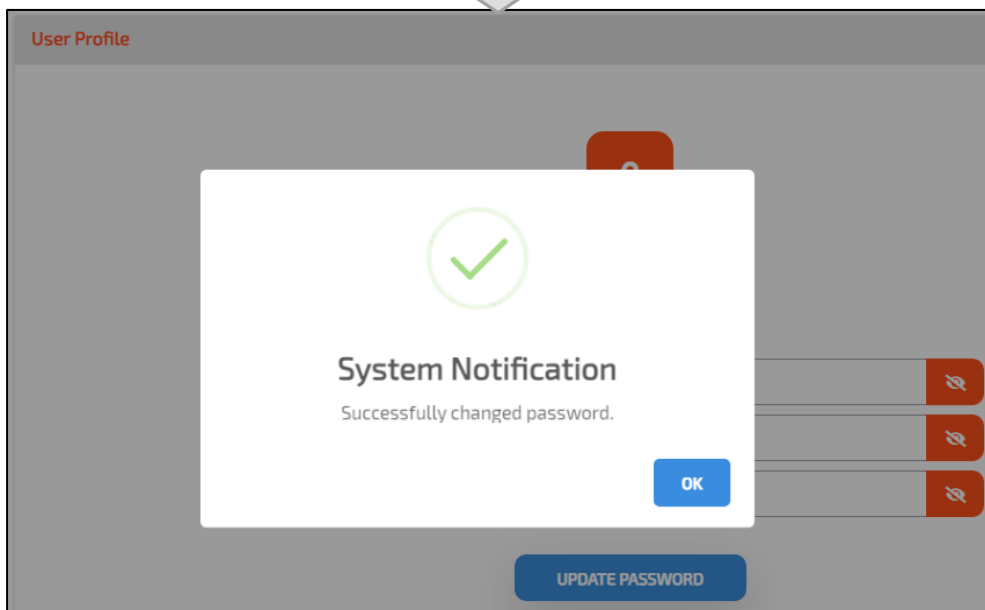 User Profile
System Notification
Successfully changed password.
OK
UPDATE PASSWORD